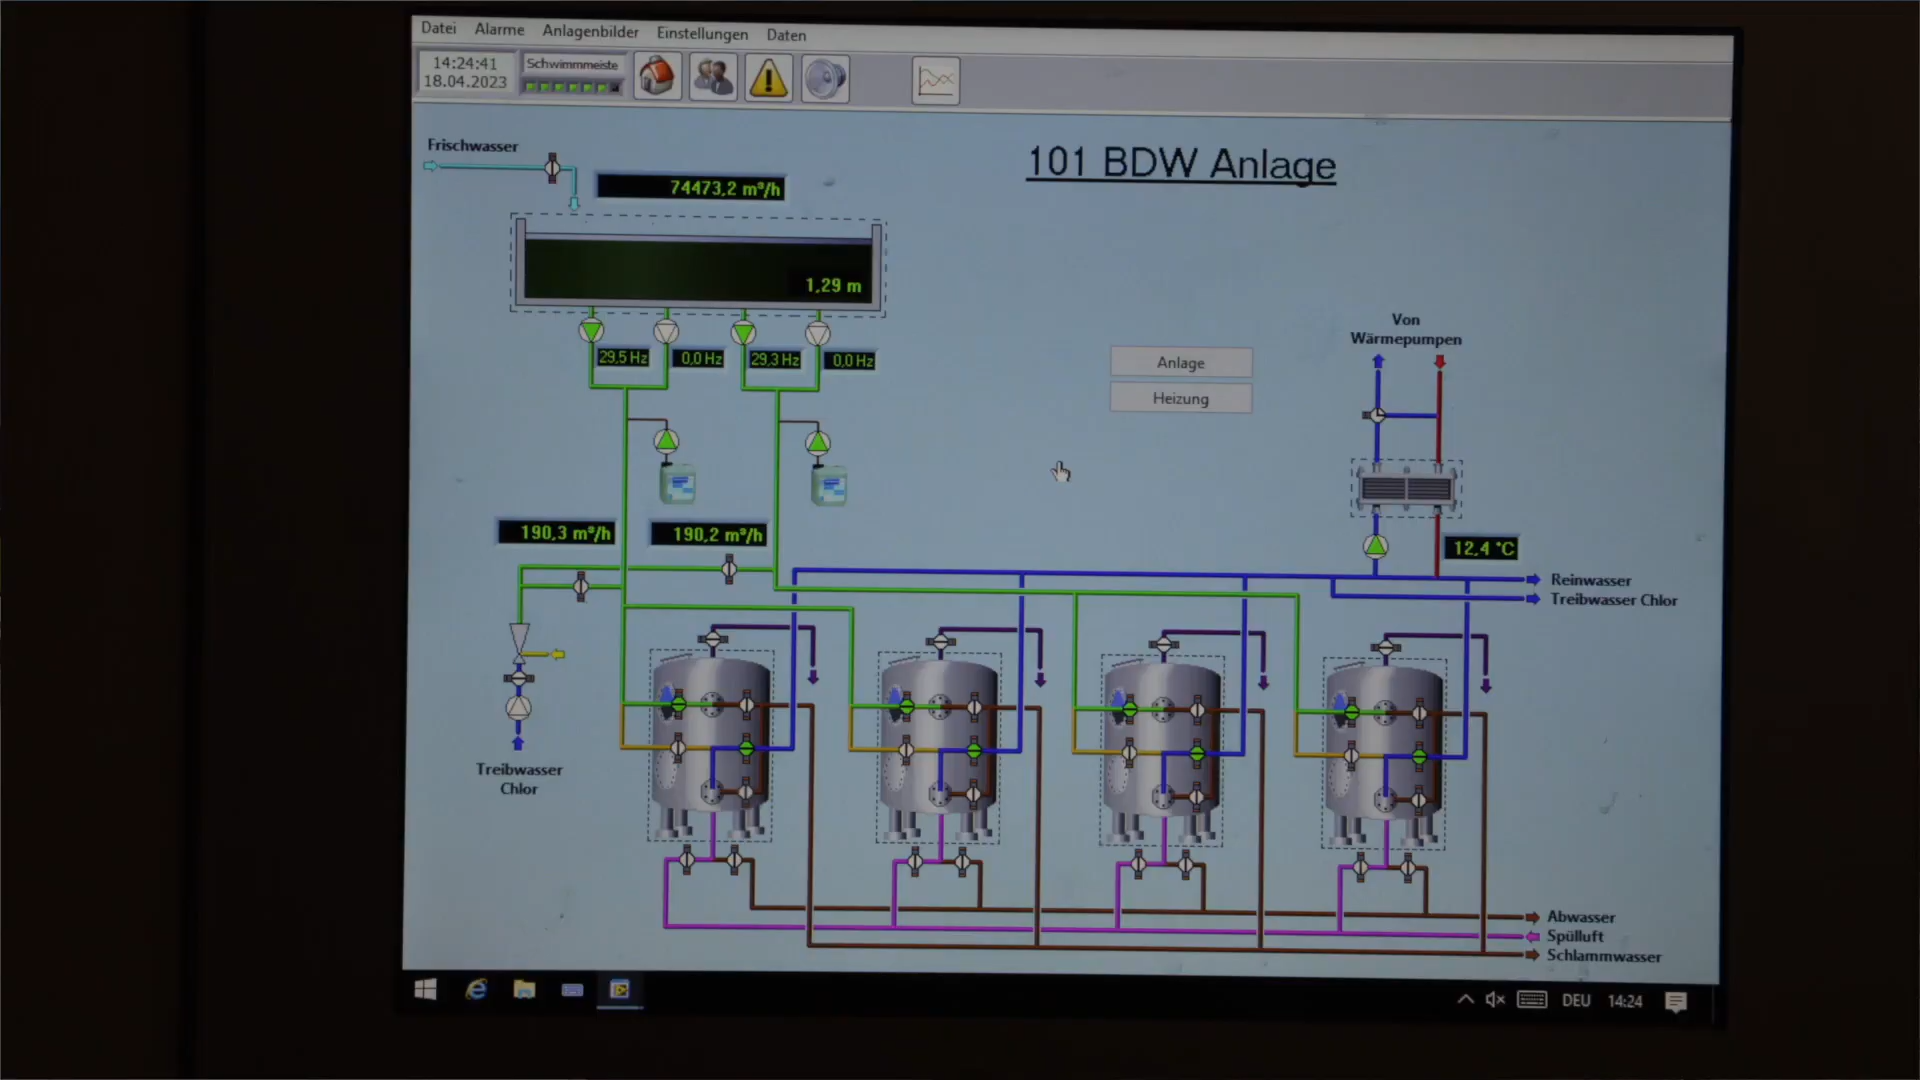 Datei Alarme Anlagenbilder Einstellungen Daten
14:24:41
18.04.2023
Schwimmmeiste
Frischwasser
74473,2 m³/h
101 BDW Anlage
1,29 m
29,5 Hz
0,0 Hz
29,3 Hz
0,0 Hz
Anlage
Heizung
Von
Wärmepumpen
190,3 m³/h
190,2 m³/h
12,4 °C
Reinwasser
Treibwasser Chlor
Treibwasser
Chlor
Abwasser
Spülluft
Schlammwasser
DEU 14:24